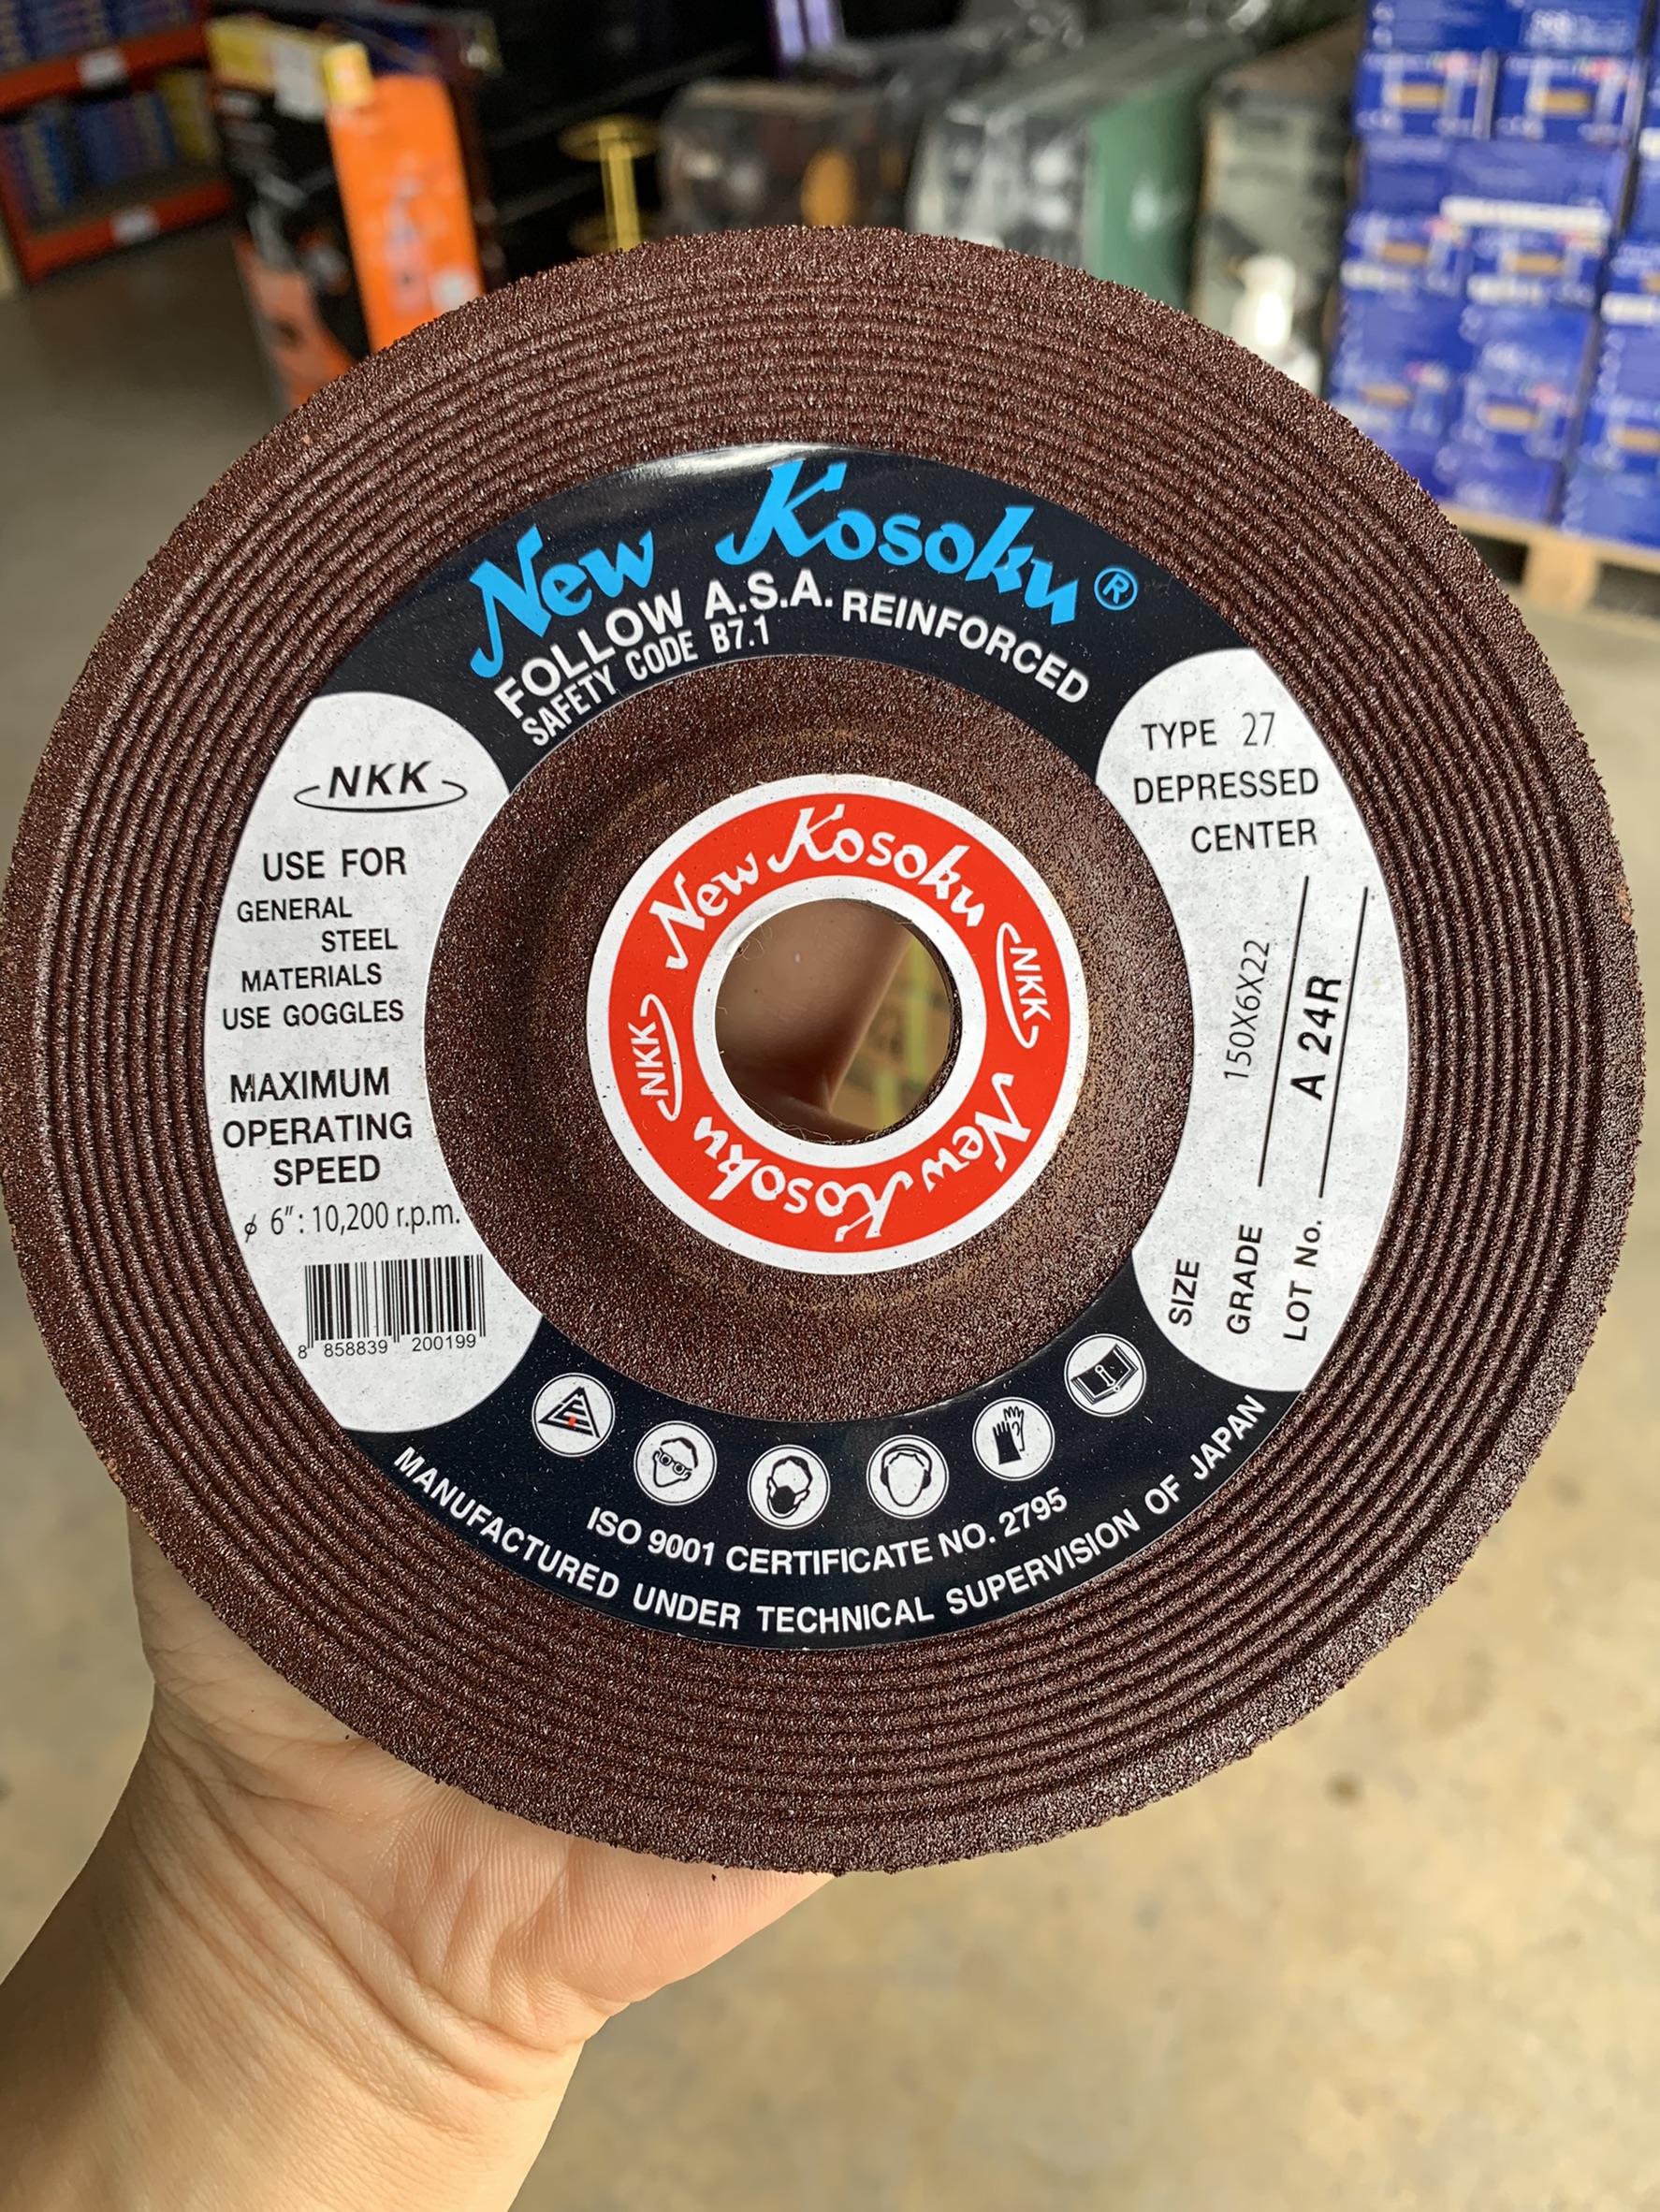 New Kosoku®
FOLLOW A.S.A. REINFORCED
SAFETY CODE B7.1
NKK
USE FOR
GENERAL
STEEL
MATERIALS
USE GOGGLES
MAXIMUM
OPERATING
SPEED
ø 6" : 10,200 r.p.m.
8 858839 200199
New Kosoku
NKK
New Kosoku
NKK
TYPE 27
DEPRESSED
CENTER
SIZE 150X6X22
GRADE A 24R
LOT No.
ISO 9001 CERTIFICATE NO. 2795
MANUFACTURED UNDER TECHNICAL SUPERVISION OF JAPAN